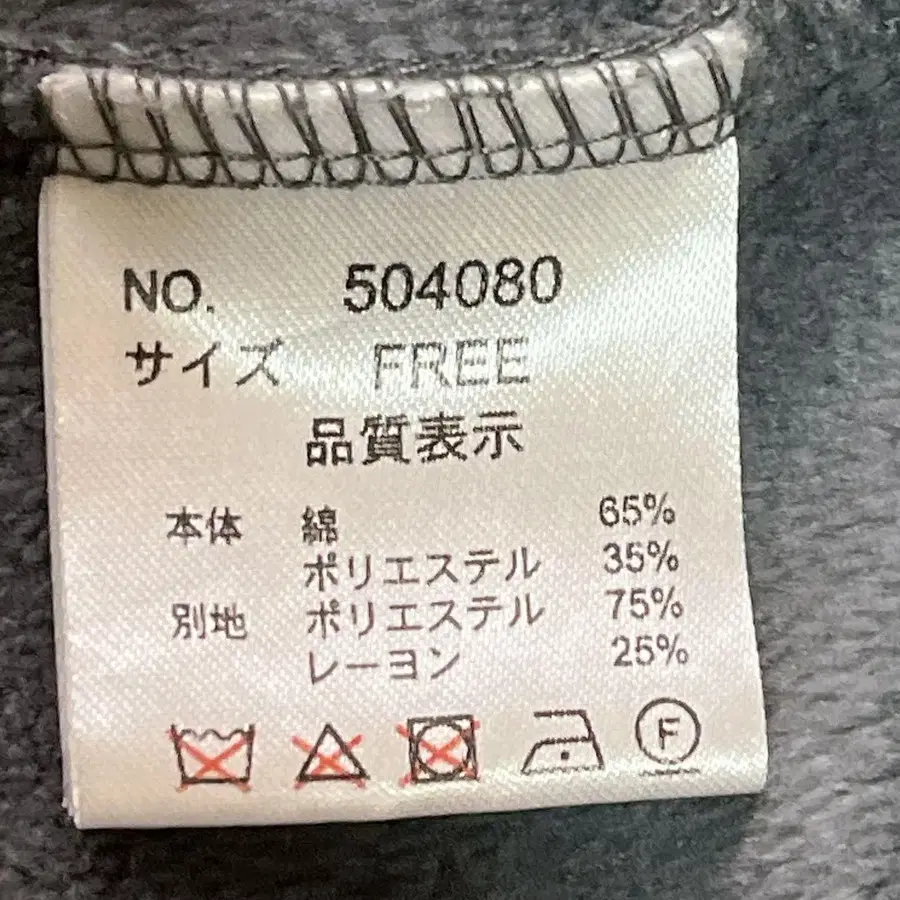 NO. 504080
サイズ FREE
品質表示
本体 綿 65%
ポリエステル 35%
別地 ポリエステル 75%
レーヨン 25%
F